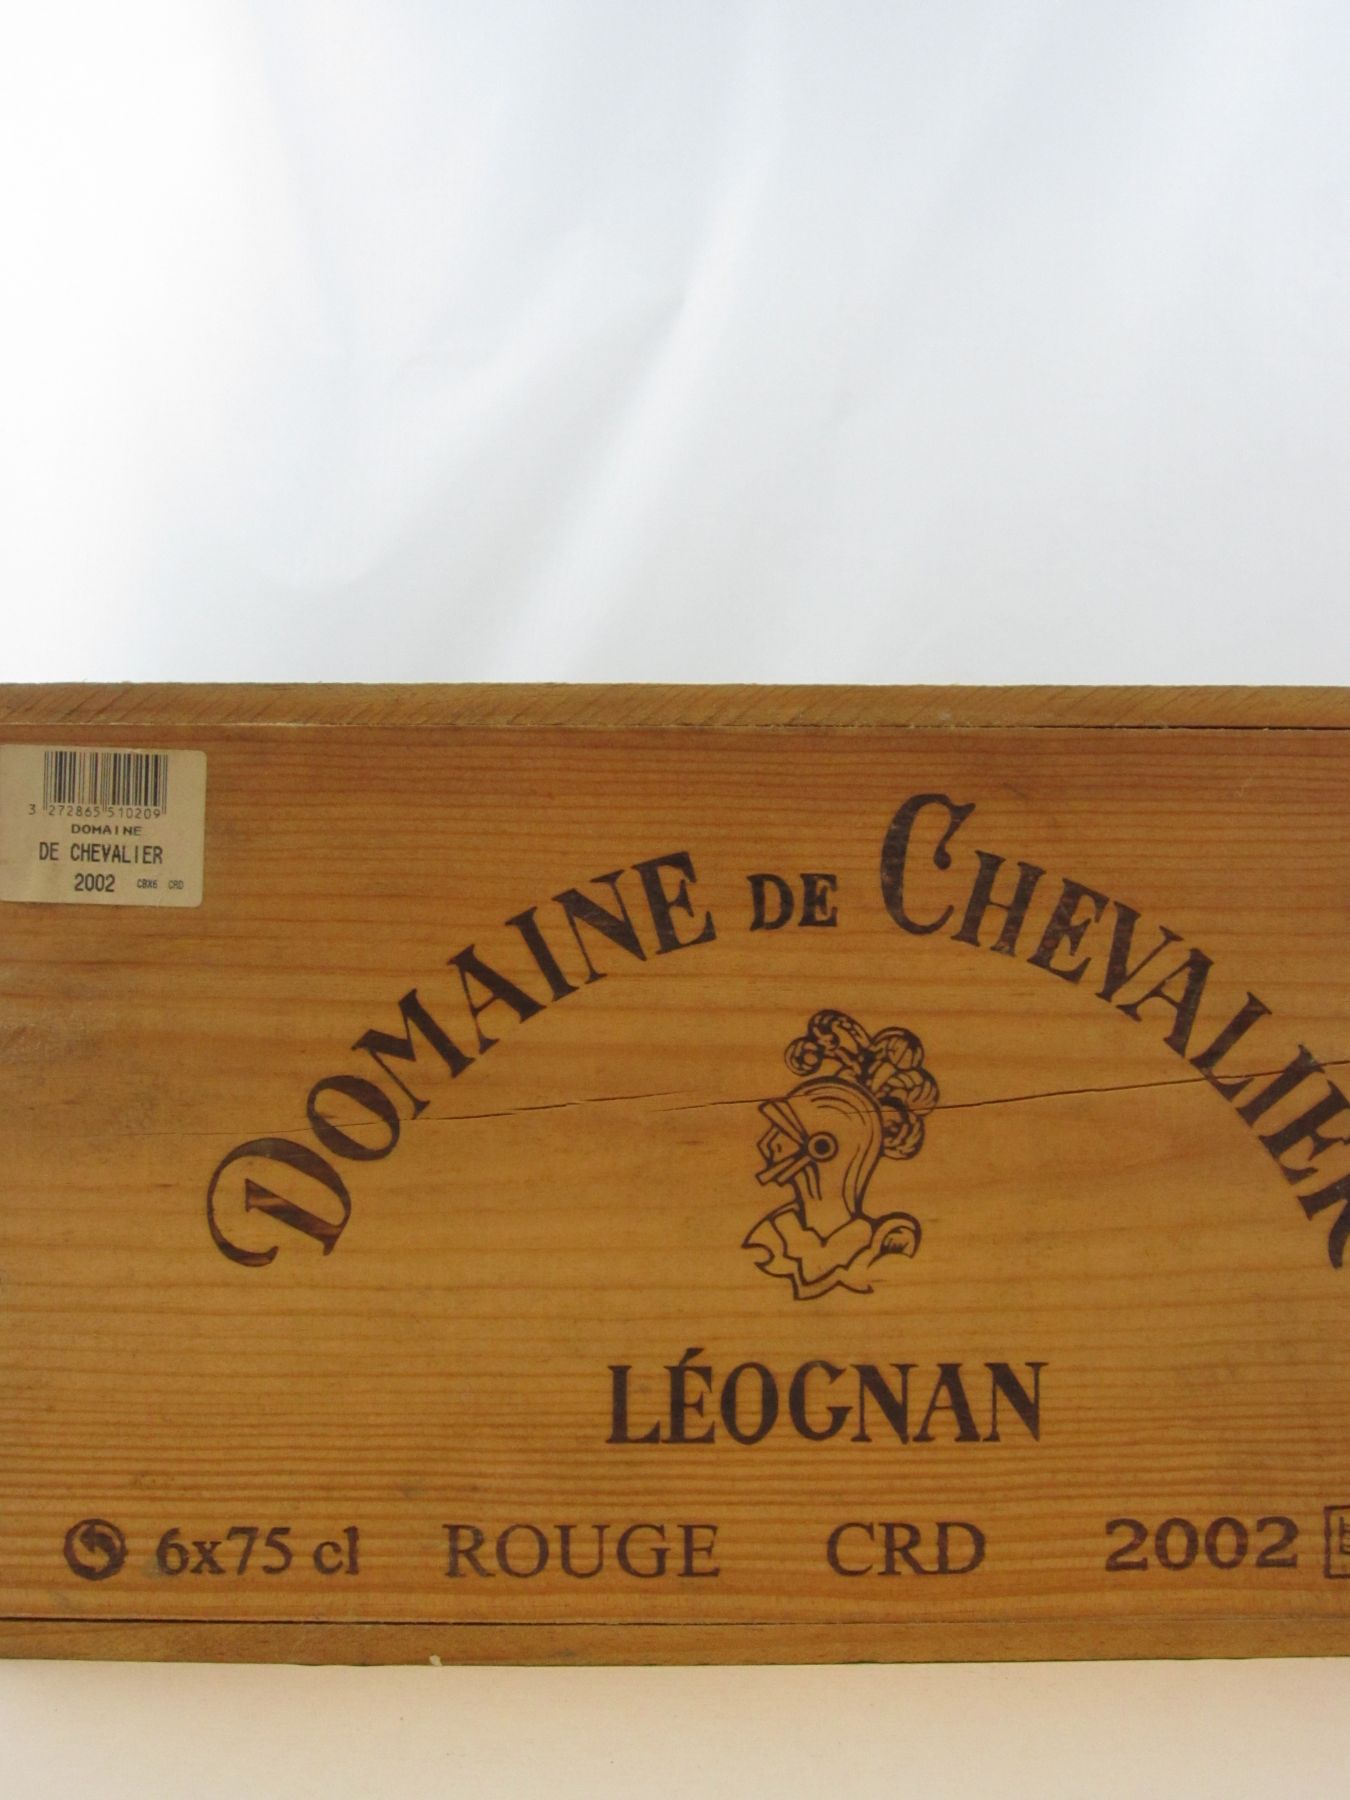 3 272865 510209
DOMAINE
DE CHEVALIER
2002 CBX6 CRD
DOMAINE DE CHEVALIER
LÉOGNAN
6x75 cl ROUGE CRD 2002